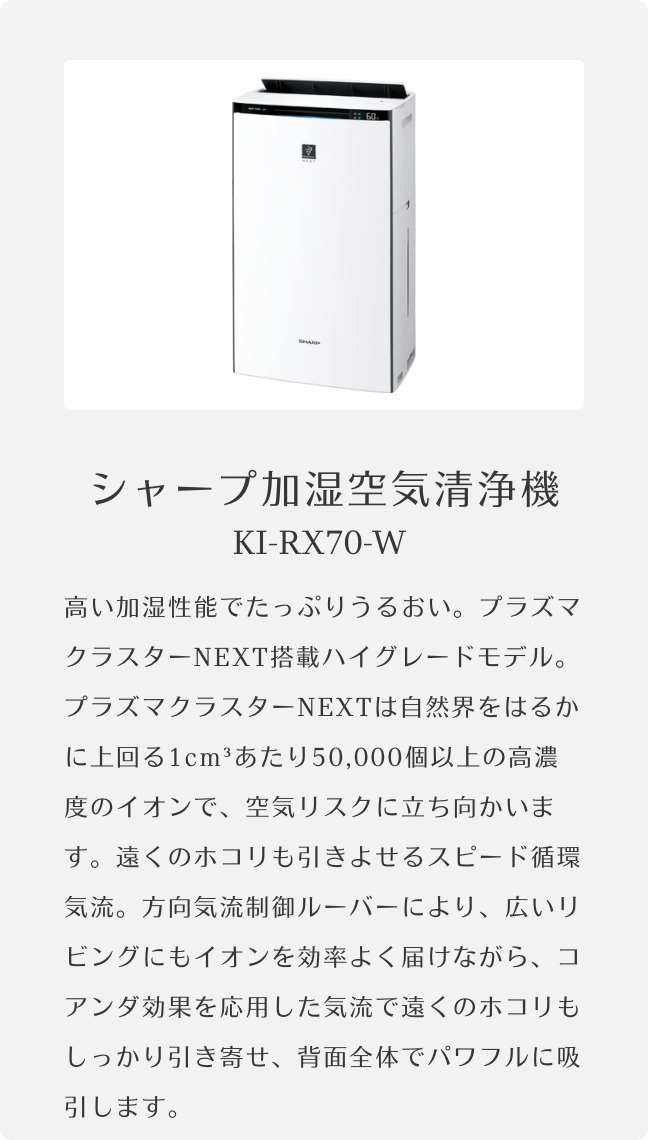 60
NEXT
SHARP
シャープ加湿空気清浄機
KI-RX70-W
高い加湿性能でたっぷりうるおい。プラズマ
クラスターNEXT搭載ハイグレードモデル。
プラズマクラスターNEXTは自然界をはるか
に上回る1cm³あたり50,000個以上の高濃
度のイオンで、空気リスクに立ち向かいま
す。遠くのホコリも引きよせるスピード循環
気流。方向気流制御ルーバーにより、広いリ
ビングにもイオンを効率よく届けながら、コ
アンダ効果を応用した気流で遠くのホコリも
しっかり引き寄せ、背面全体でパワフルに吸
引します。